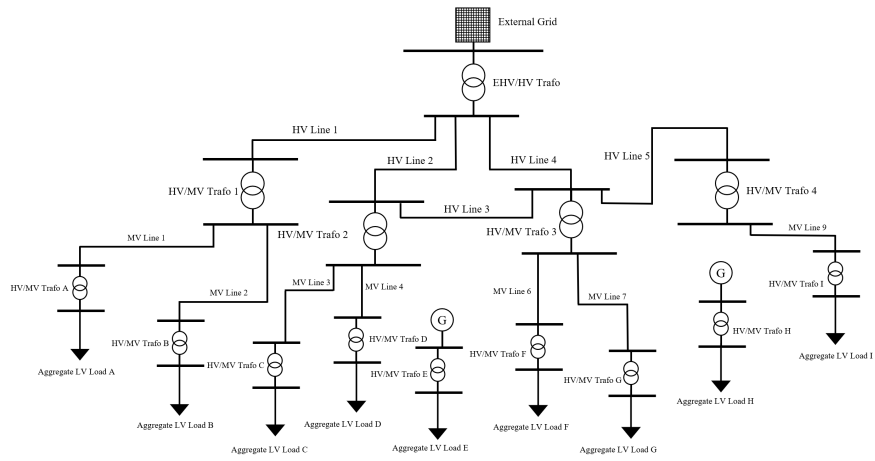 External Grid
EHV/HV Trafo
HV Line 1
HV Line 2
HV Line 4
HV Line 5
HV/MV Trafo 1
HV/MV Trafo 4
HV Line 3
HV/MV Trafo 2
HV/MV Trafo 3
MV Line 1
MV Line 9
G
HV/MV Trafo A
MV Line 2
MV Line 3
MV Line 4
MV Line 6
MV Line 7
HV/MV Trafo I
G
HV/MV Trafo H
HV/MV Trafo B
HV/MV Trafo D
HV/MV Trafo F
Aggregate LV Load I
HV/MV Trafo C
HV/MV Trafo E
HV/MV Trafo G
Aggregate LV Load A
Aggregate LV Load H
Aggregate LV Load B
Aggregate LV Load D
Aggregate LV Load F
Aggregate LV Load C
Aggregate LV Load E
Aggregate LV Load G